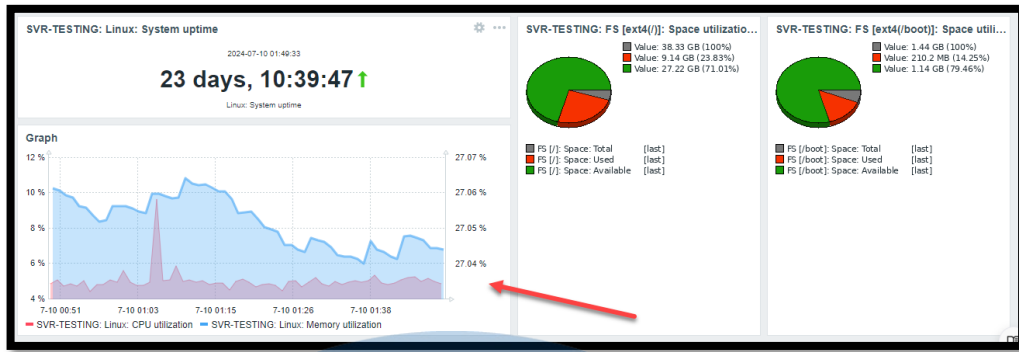 SVR-TESTING: Linux: System uptime
2024-07-10 01:49:33
23 days, 10:39:47
Linux: System uptime
SVR-TESTING: FS [ext4(/)]: Space utilizatio...
Value: 38.33 GB (100%)
Value: 9.14 GB (23.83%)
Value: 27.22 GB (71.01%)
FS [/]: Space: Total [last]
FS [/]: Space: Used [last]
FS [/]: Space: Available [last]
SVR-TESTING: FS [ext4(/boot)]: Space utili...
Value: 1.44 GB (100%)
Value: 210.2 MB (14.25%)
Value: 1.14 GB (79.46%)
FS [/boot]: Space: Total [last]
FS [/boot]: Space: Used [last]
FS [/boot]: Space: Available [last]
Graph
12 % 27.07 %
10 % 27.06 %
8 % 27.05 %
6 % 27.04 %
4 %
7-10 00:51 7-10 01:03 7-10 01:15 7-10 01:26 7-10 01:38
SVR-TESTING: Linux: CPU utilization SVR-TESTING: Linux: Memory utilization